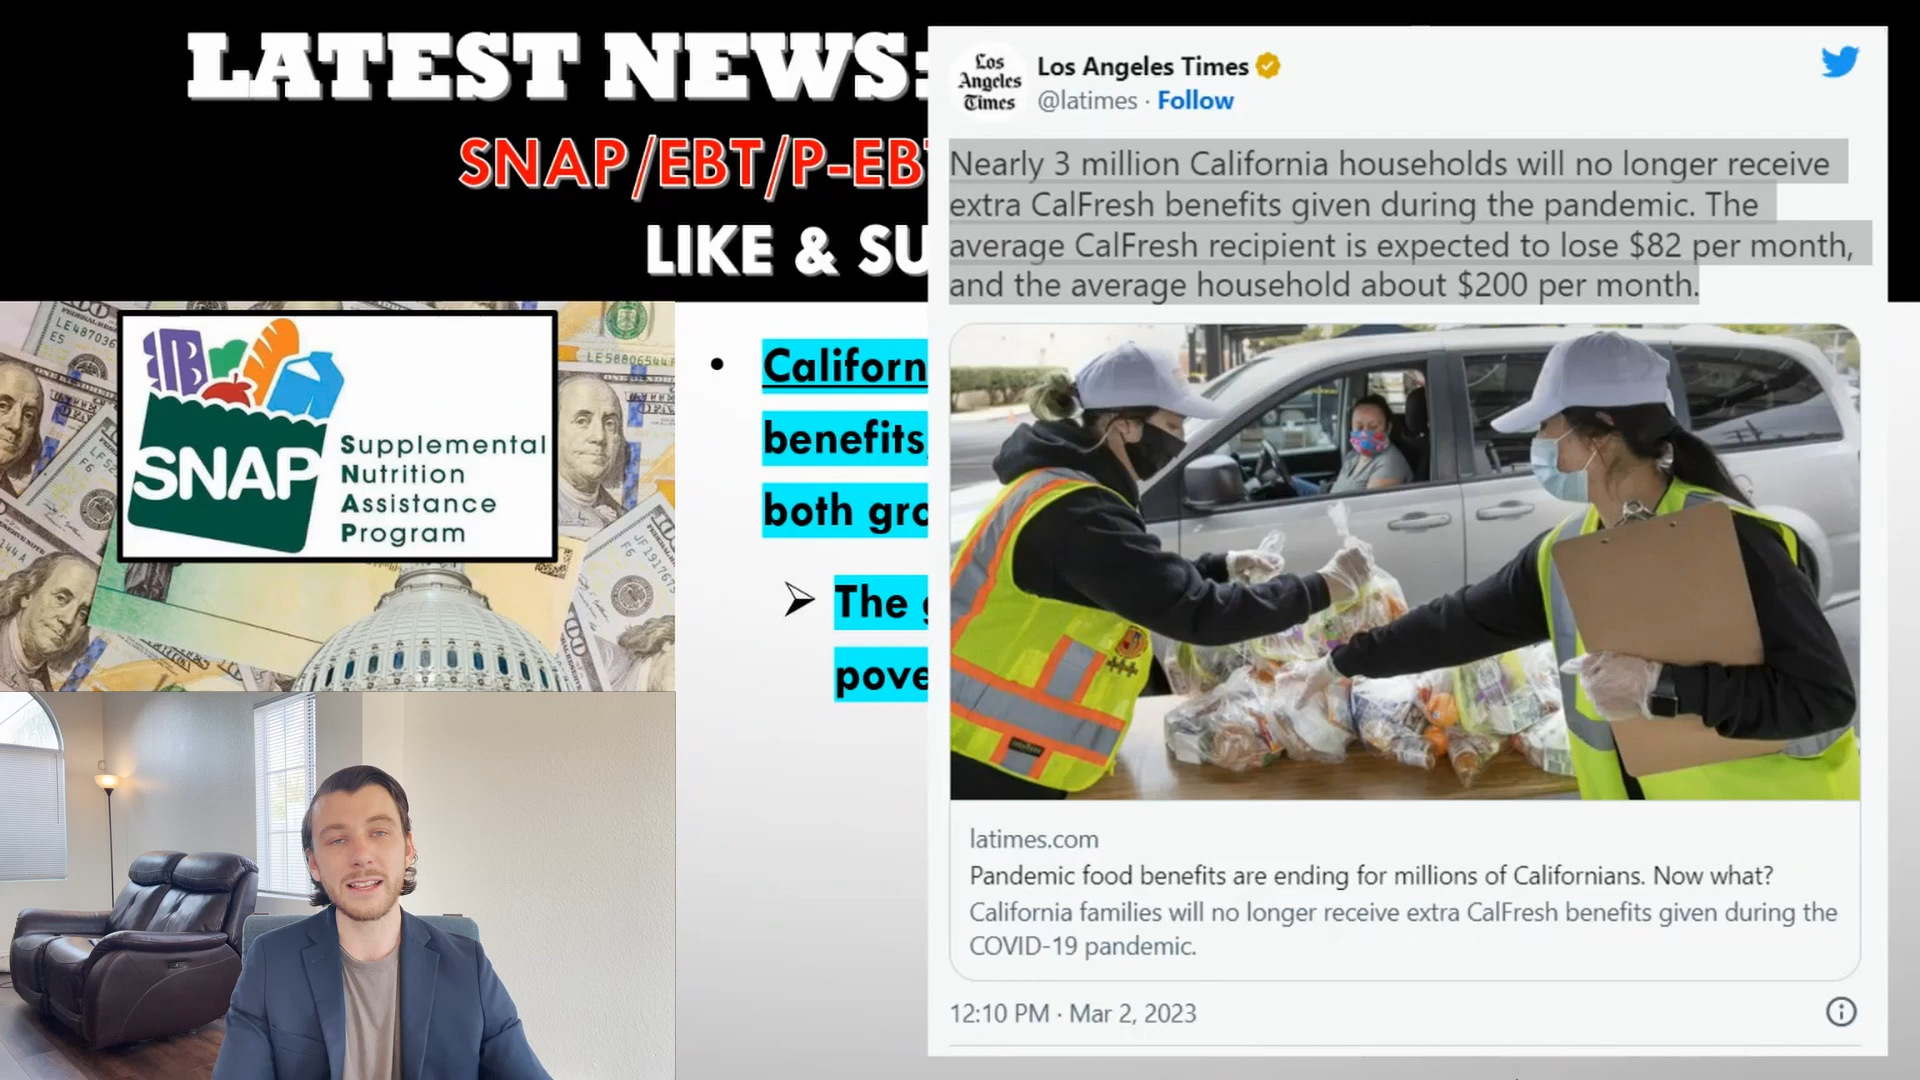 LATEST NEWS:
SNAP/EBT/P-EB
LIKE & SU
SNAP
Supplemental
Nutrition
Assistance
Program
Californ
benefits,
both gro
The
pove
Los
Angeles
Times
Los Angeles Times
@latimes · Follow
Nearly 3 million California households will no longer receive
extra CalFresh benefits given during the pandemic. The
average CalFresh recipient is expected to lose $82 per month,
and the average household about $200 per month.
latimes.com
Pandemic food benefits are ending for millions of Californians. Now what?
California families will no longer receive extra CalFresh benefits given during the
COVID-19 pandemic.
12:10 PM · Mar 2, 2023